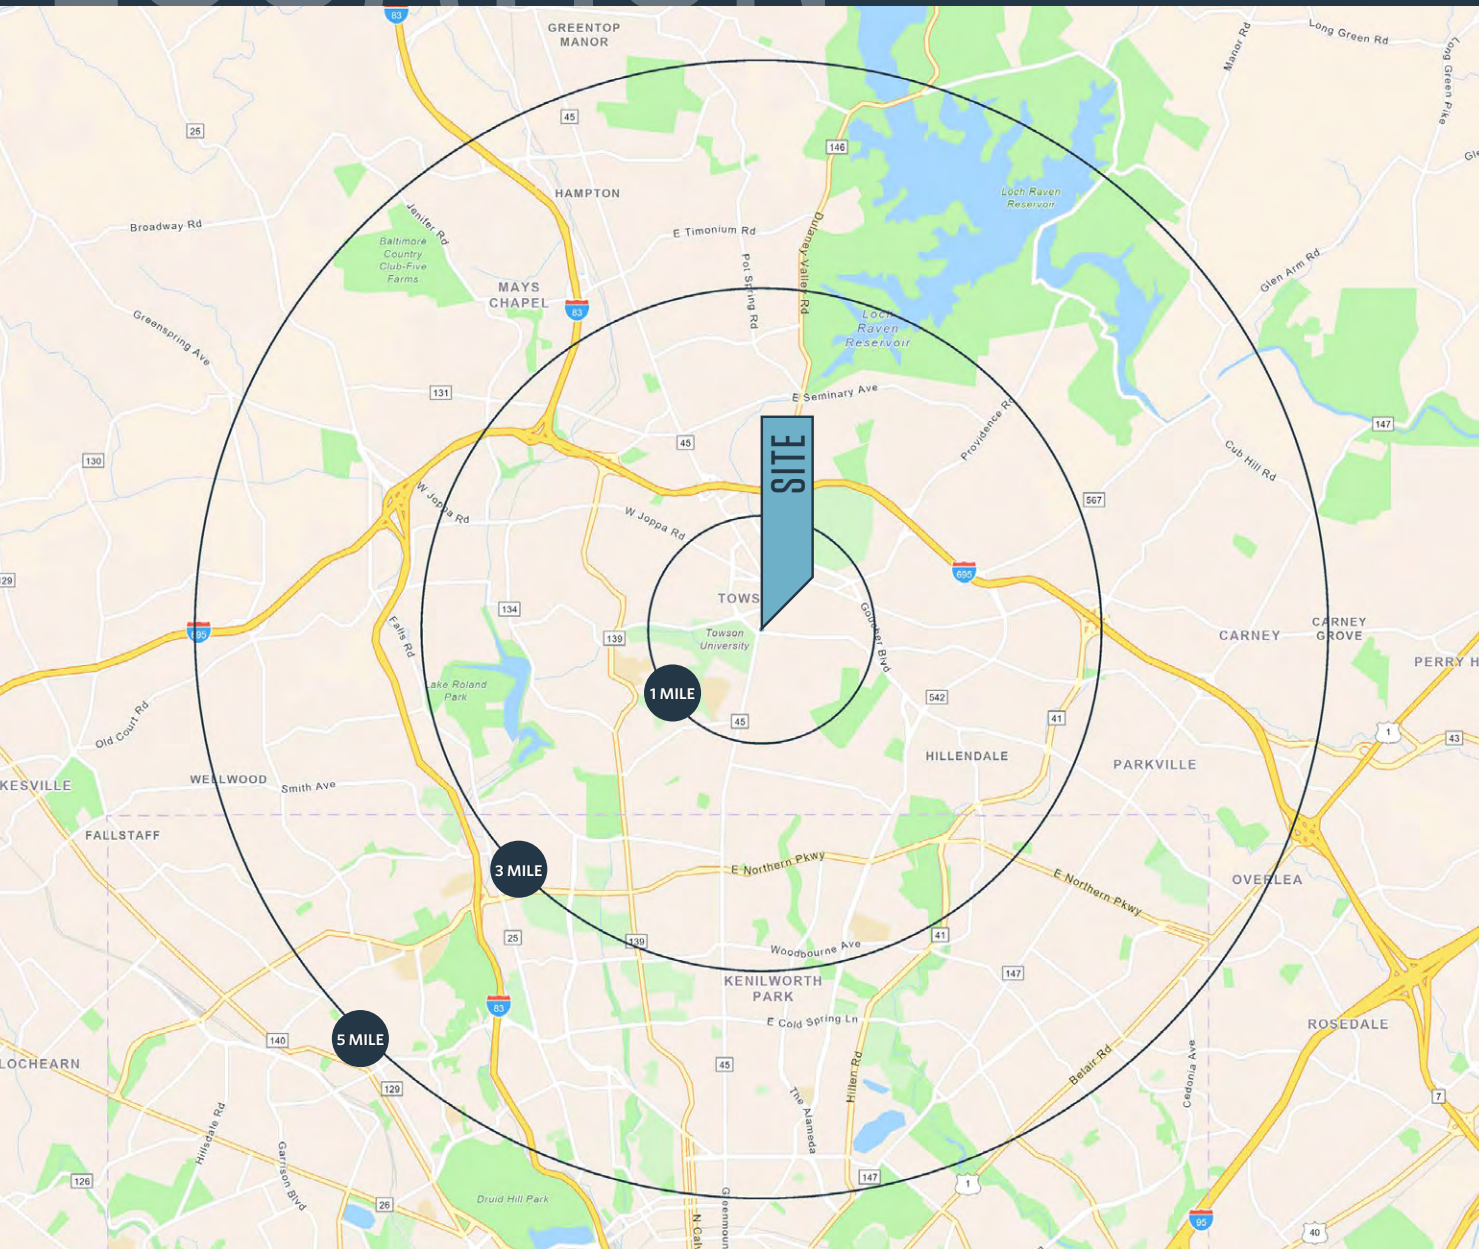 83
GREENTOP
MANOR
Long Green Rd
Manor Rd
Long Green Pike
25
45
146
HAMPTON
Loch Raven
Reservoir
Broadway Rd
Jenifer Rd
E Timonium Rd
Dulaney Valley Rd
Baltimore
Country
Club-Five
Farms
Pot Spring Rd
Glen Arm Rd
MAYS
CHAPEL
83
Greenspring Ave
Loch
Raven
Reservoir
131
E Seminary Ave
Providence Rd
147
45
SITE
130
Cub Hill Rd
W Joppa Rd
567
W Joppa Rd
695
129
TOWS
134
Goucher Blvd
695
Falls Rd
139
Towson
University
CARNEY
CARNEY
GROVE
PERRY H
Lake Roland
Park
1 MILE
542
45
41
Old Court Rd
1
43
HILLENDALE
PARKVILLE
KESVILLE
WELLWOOD
Smith Ave
FALLSTAFF
3 MILE
E Northern Pkwy
E Northern Pkwy
OVERLEA
25
139
41
Woodbourne Ave
147
KENILWORTH
PARK
83
E Cold Spring Ln
ROSEDALE
140
5 MILE
LOCHEARN
45
Hillen Rd
Belair Rd
Cedonia Ave
129
The Alameda
7
Hillsdale Rd
Garrison Blvd
126
147
1
Druid Hill Park
26
N Cal
Greenmoun
95
40